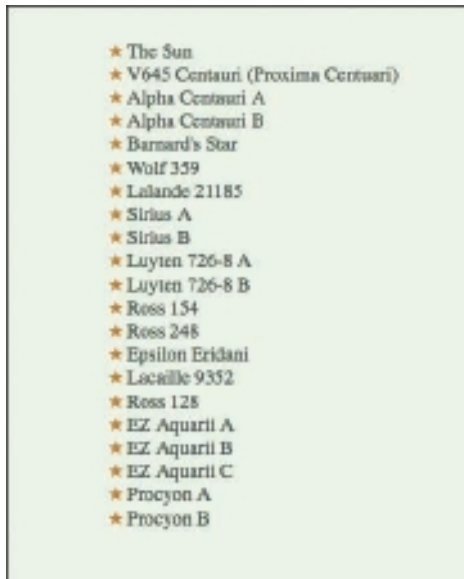 The Sun
V645 Centauri (Proxima Centuari)
Alpha Centauri A
Alpha Centauri B
Barnard's Star
Wolf 359
Lalande 21185
Sirius A
Sirius B
Luyten 726-8 A
Luyten 726-8 B
Ross 154
Ross 248
Epsilon Eridani
Lacaille 9352
Ross 128
EZ Aquarii A
EZ Aquarii B
EZ Aquarii C
Procyon A
Procyon B